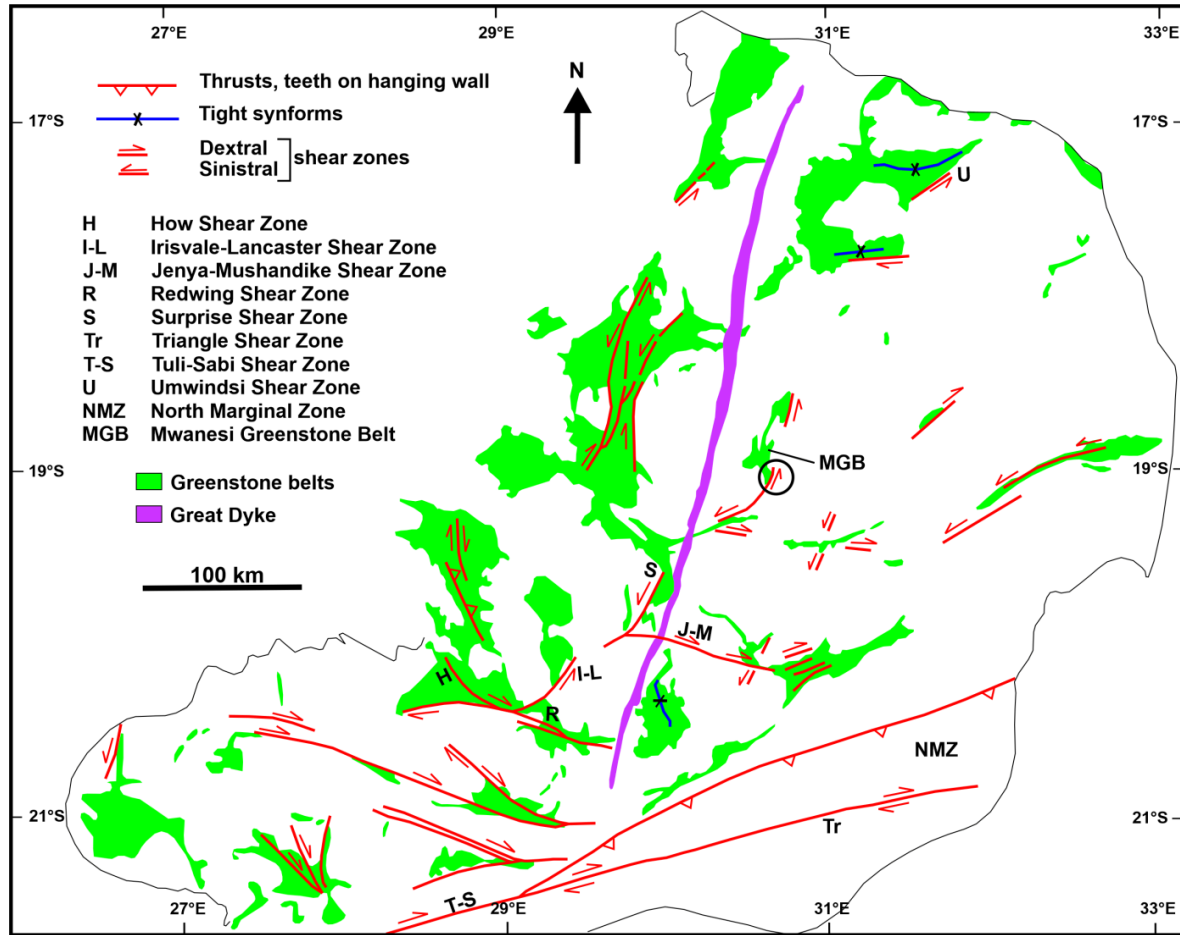 27°E 29°E 31°E 33°E
Thrusts, teeth on hanging wall
Tight synforms
Dextral
Sinistral
shear zones
N
17°S 17°S
H How Shear Zone
I-L Irisvale-Lancaster Shear Zone
J-M Jenya-Mushandike Shear Zone
R Redwing Shear Zone
S Surprise Shear Zone
Tr Triangle Shear Zone
T-S Tuli-Sabi Shear Zone
U Umwindsi Shear Zone
NMZ North Marginal Zone
MGB Mwanesi Greenstone Belt
Greenstone belts
Great Dyke
100 km
U
MGB
19°S 19°S
S
J-M
H
I-L
R
NMZ
21°S 21°S
Tr
T-S
27°E 29°E 31°E 33°E